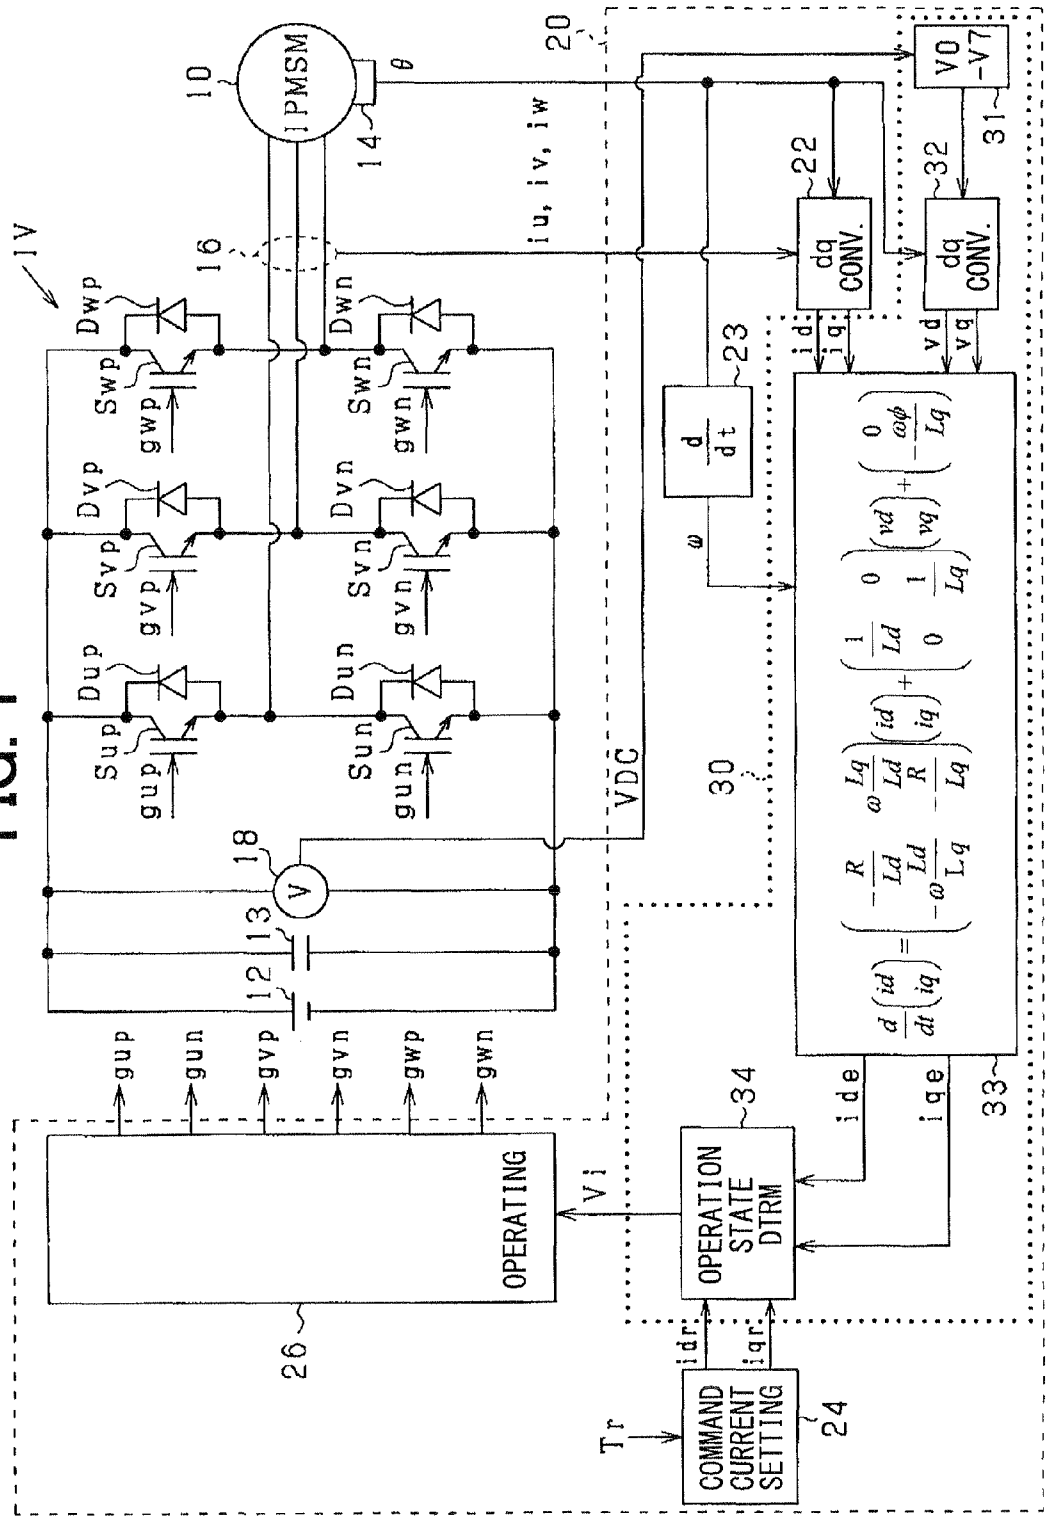 FIG. 1
IV
Sup
Dup
gup
Svp
Dvp
gvp
Swp
Dwp
gwp
Sun
Dun
gun
Svn
Dvn
gvn
Swn
Dwn
gwn
12
13
18
V
16
10
IPMSM
14
θ
gup
gun
gvp
gvn
gwp
gwn
26
OPERATING
VDC
iu, iv, iw
20
Vi
ω
d
dt
23
30
Tr
COMMAND
CURRENT
SETTING
24
idr
iqr
OPERATION
STATE
DTRM
34
ide
iqe
d/dt (id iq) = (-R/Ld ωLq/Ld -ωLd/Lq -R/Lq) (id iq) + (1/Ld 0 0 1/Lq) (vd vq) + (0 -ωφ/Lq)
33
id
iq
vd
vq
dq
CONV.
22
dq
CONV.
32
V0
-V7
31